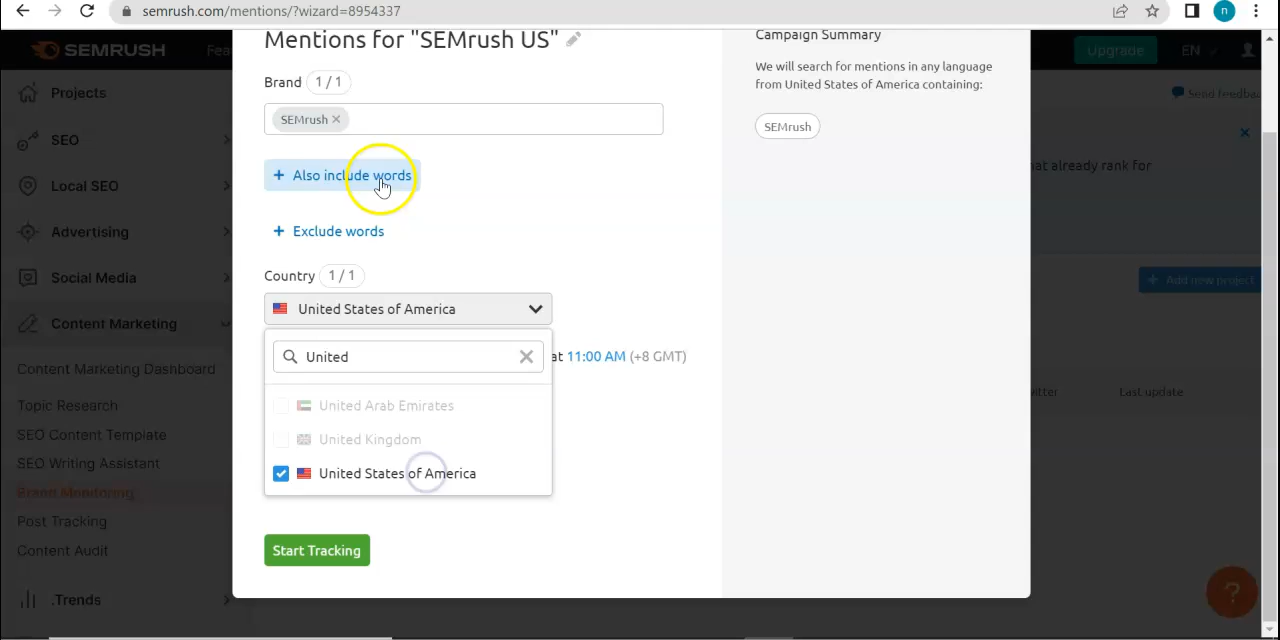 semrush.com/mentions/?wizard=8954337
n
SEMRUSH
Fea
Upgrade
EN
Projects
SEO
Local SEO
Advertising
Social Media
Content Marketing
Content Marketing Dashboard
Topic Research
SEO Content Template
SEO Writing Assistant
Brand Monitoring
Post Tracking
Content Audit
.Trends
Mentions for "SEMrush US"
Brand 1 / 1
SEMrush
+ Also include words
+ Exclude words
Country 1 / 1
United States of America
United
at 11:00 AM (+8 GMT)
United Arab Emirates
United Kingdom
United States of America
Start Tracking
Campaign Summary
We will search for mentions in any language
from United States of America containing:
SEMrush
Send feedba
hat already rank for
+ Add new project
itter
Last update
?